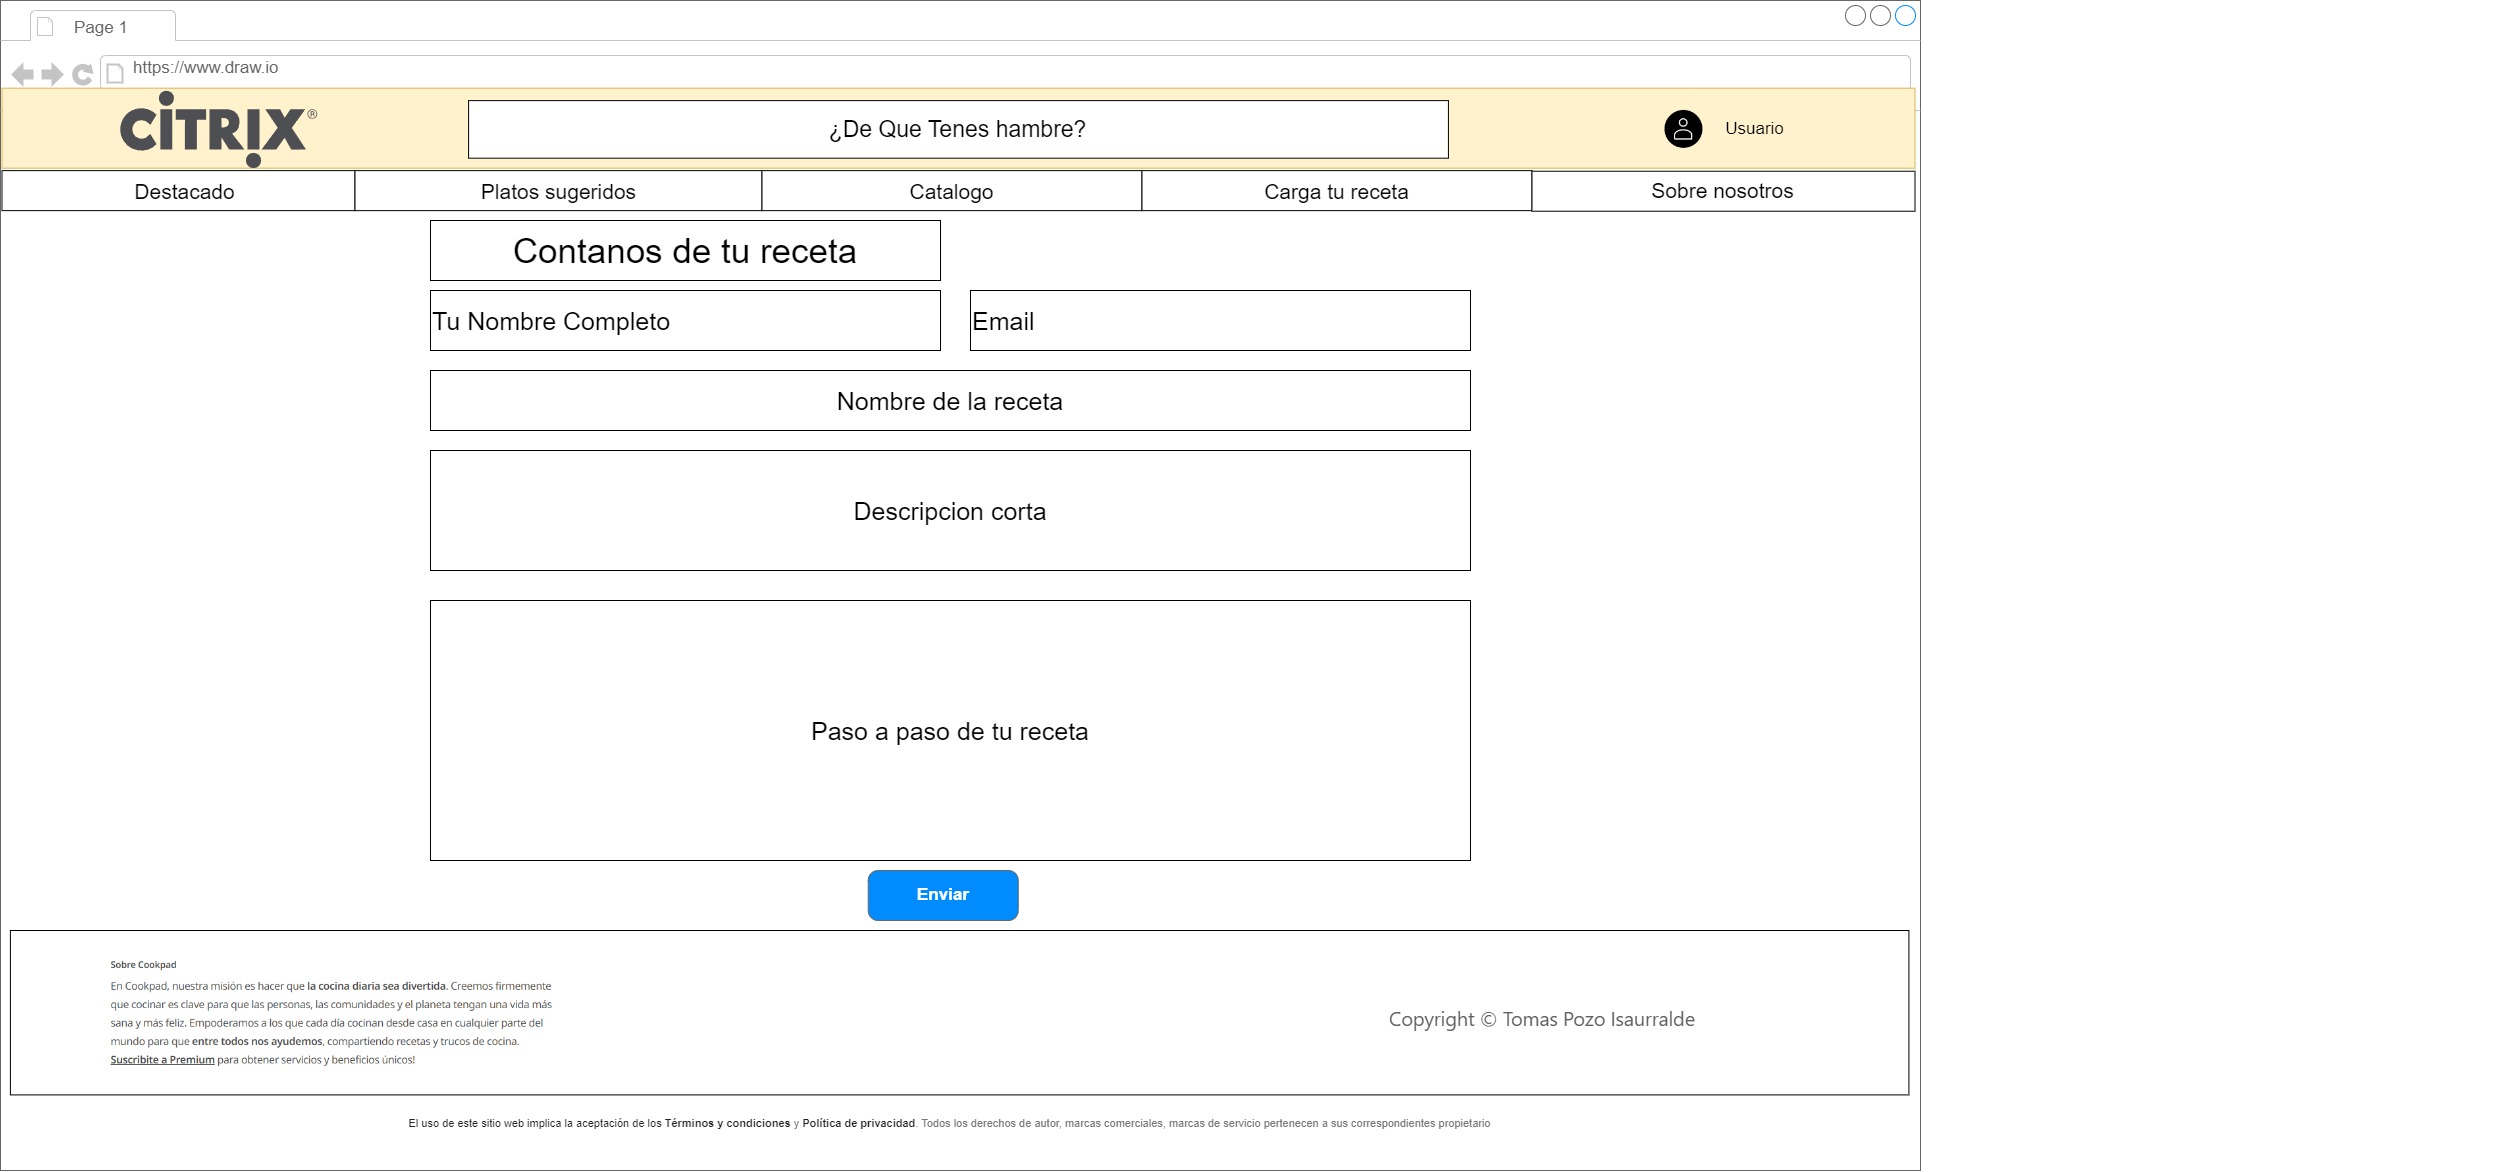 Page 1
https://www.draw.io
CİTRỊX®
¿De Que Tenes hambre?
Usuario
Destacado
Platos sugeridos
Catalogo
Carga tu receta
Sobre nosotros
Contanos de tu receta
Tu Nombre Completo
Email
Nombre de la receta
Descripcion corta
Paso a paso de tu receta
Enviar
Sobre Cookpad
En Cookpad, nuestra misión es hacer que la cocina diaria sea divertida. Creemos firmemente
que cocinar es clave para que las personas, las comunidades y el planeta tengan una vida más
sana y más feliz. Empoderamos a los que cada día cocinan desde casa en cualquier parte del
mundo para que entre todos nos ayudemos, compartiendo recetas y trucos de cocina.
Suscribite a Premium para obtener servicios y beneficios únicos!
Copyright © Tomas Pozo Isaurralde
El uso de este sitio web implica la aceptación de los Términos y condiciones y Política de privacidad. Todos los derechos de autor, marcas comerciales, marcas de servicio pertenecen a sus correspondientes propietario